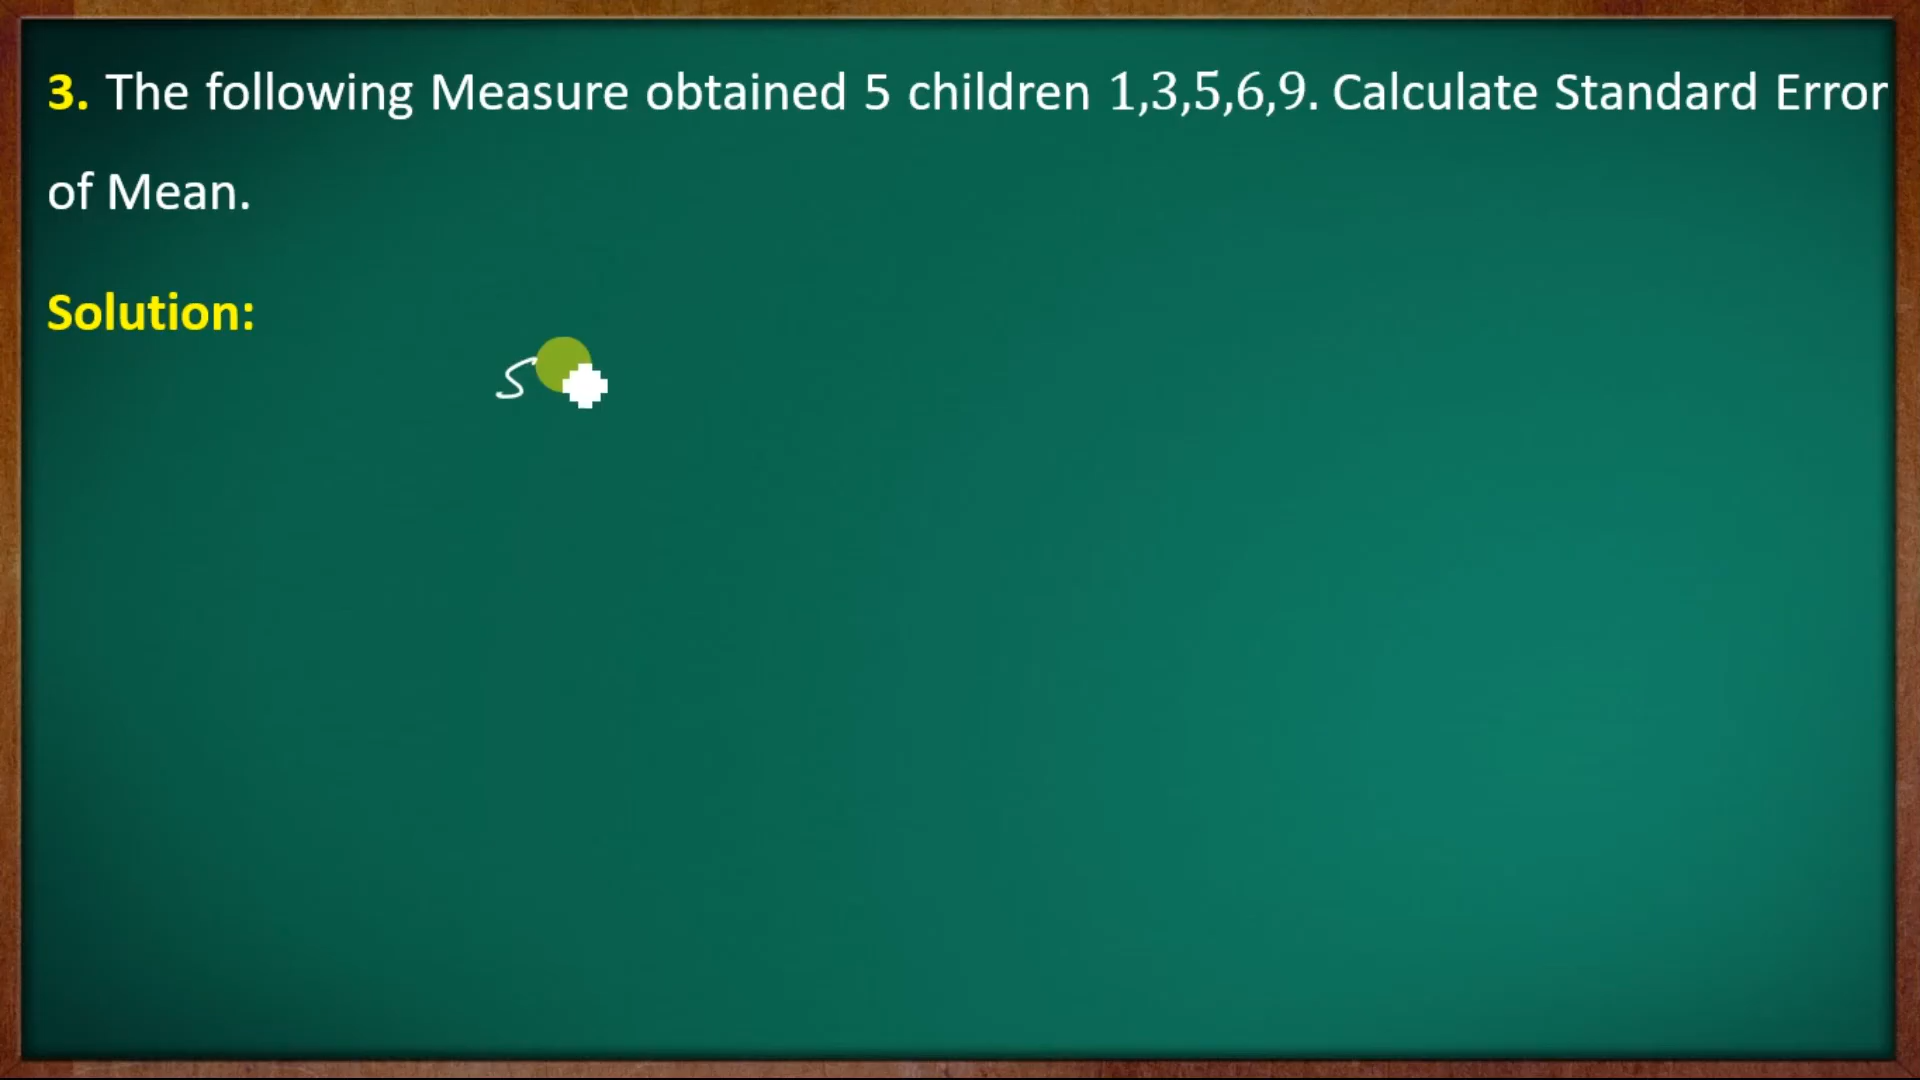 3. The following Measure obtained 5 children 1,3,5,6,9. Calculate Standard Error
of Mean.
Solution:
S